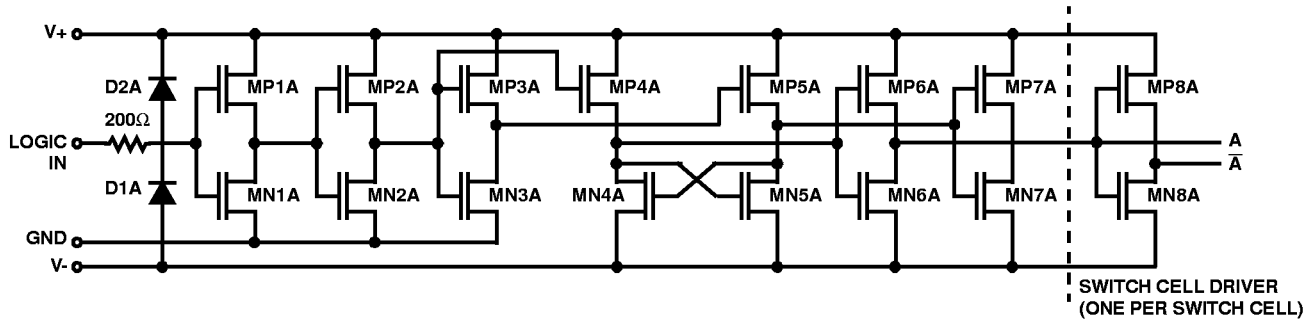 V+
D2A
MP1A
MP2A
MP3A
MP4A
MP5A
MP6A
MP7A
MP8A
200Ω
LOGIC
IN
A
A̅
D1A
MN1A
MN2A
MN3A
MN4A
MN5A
MN6A
MN7A
MN8A
GND
V-
SWITCH CELL DRIVER
(ONE PER SWITCH CELL)